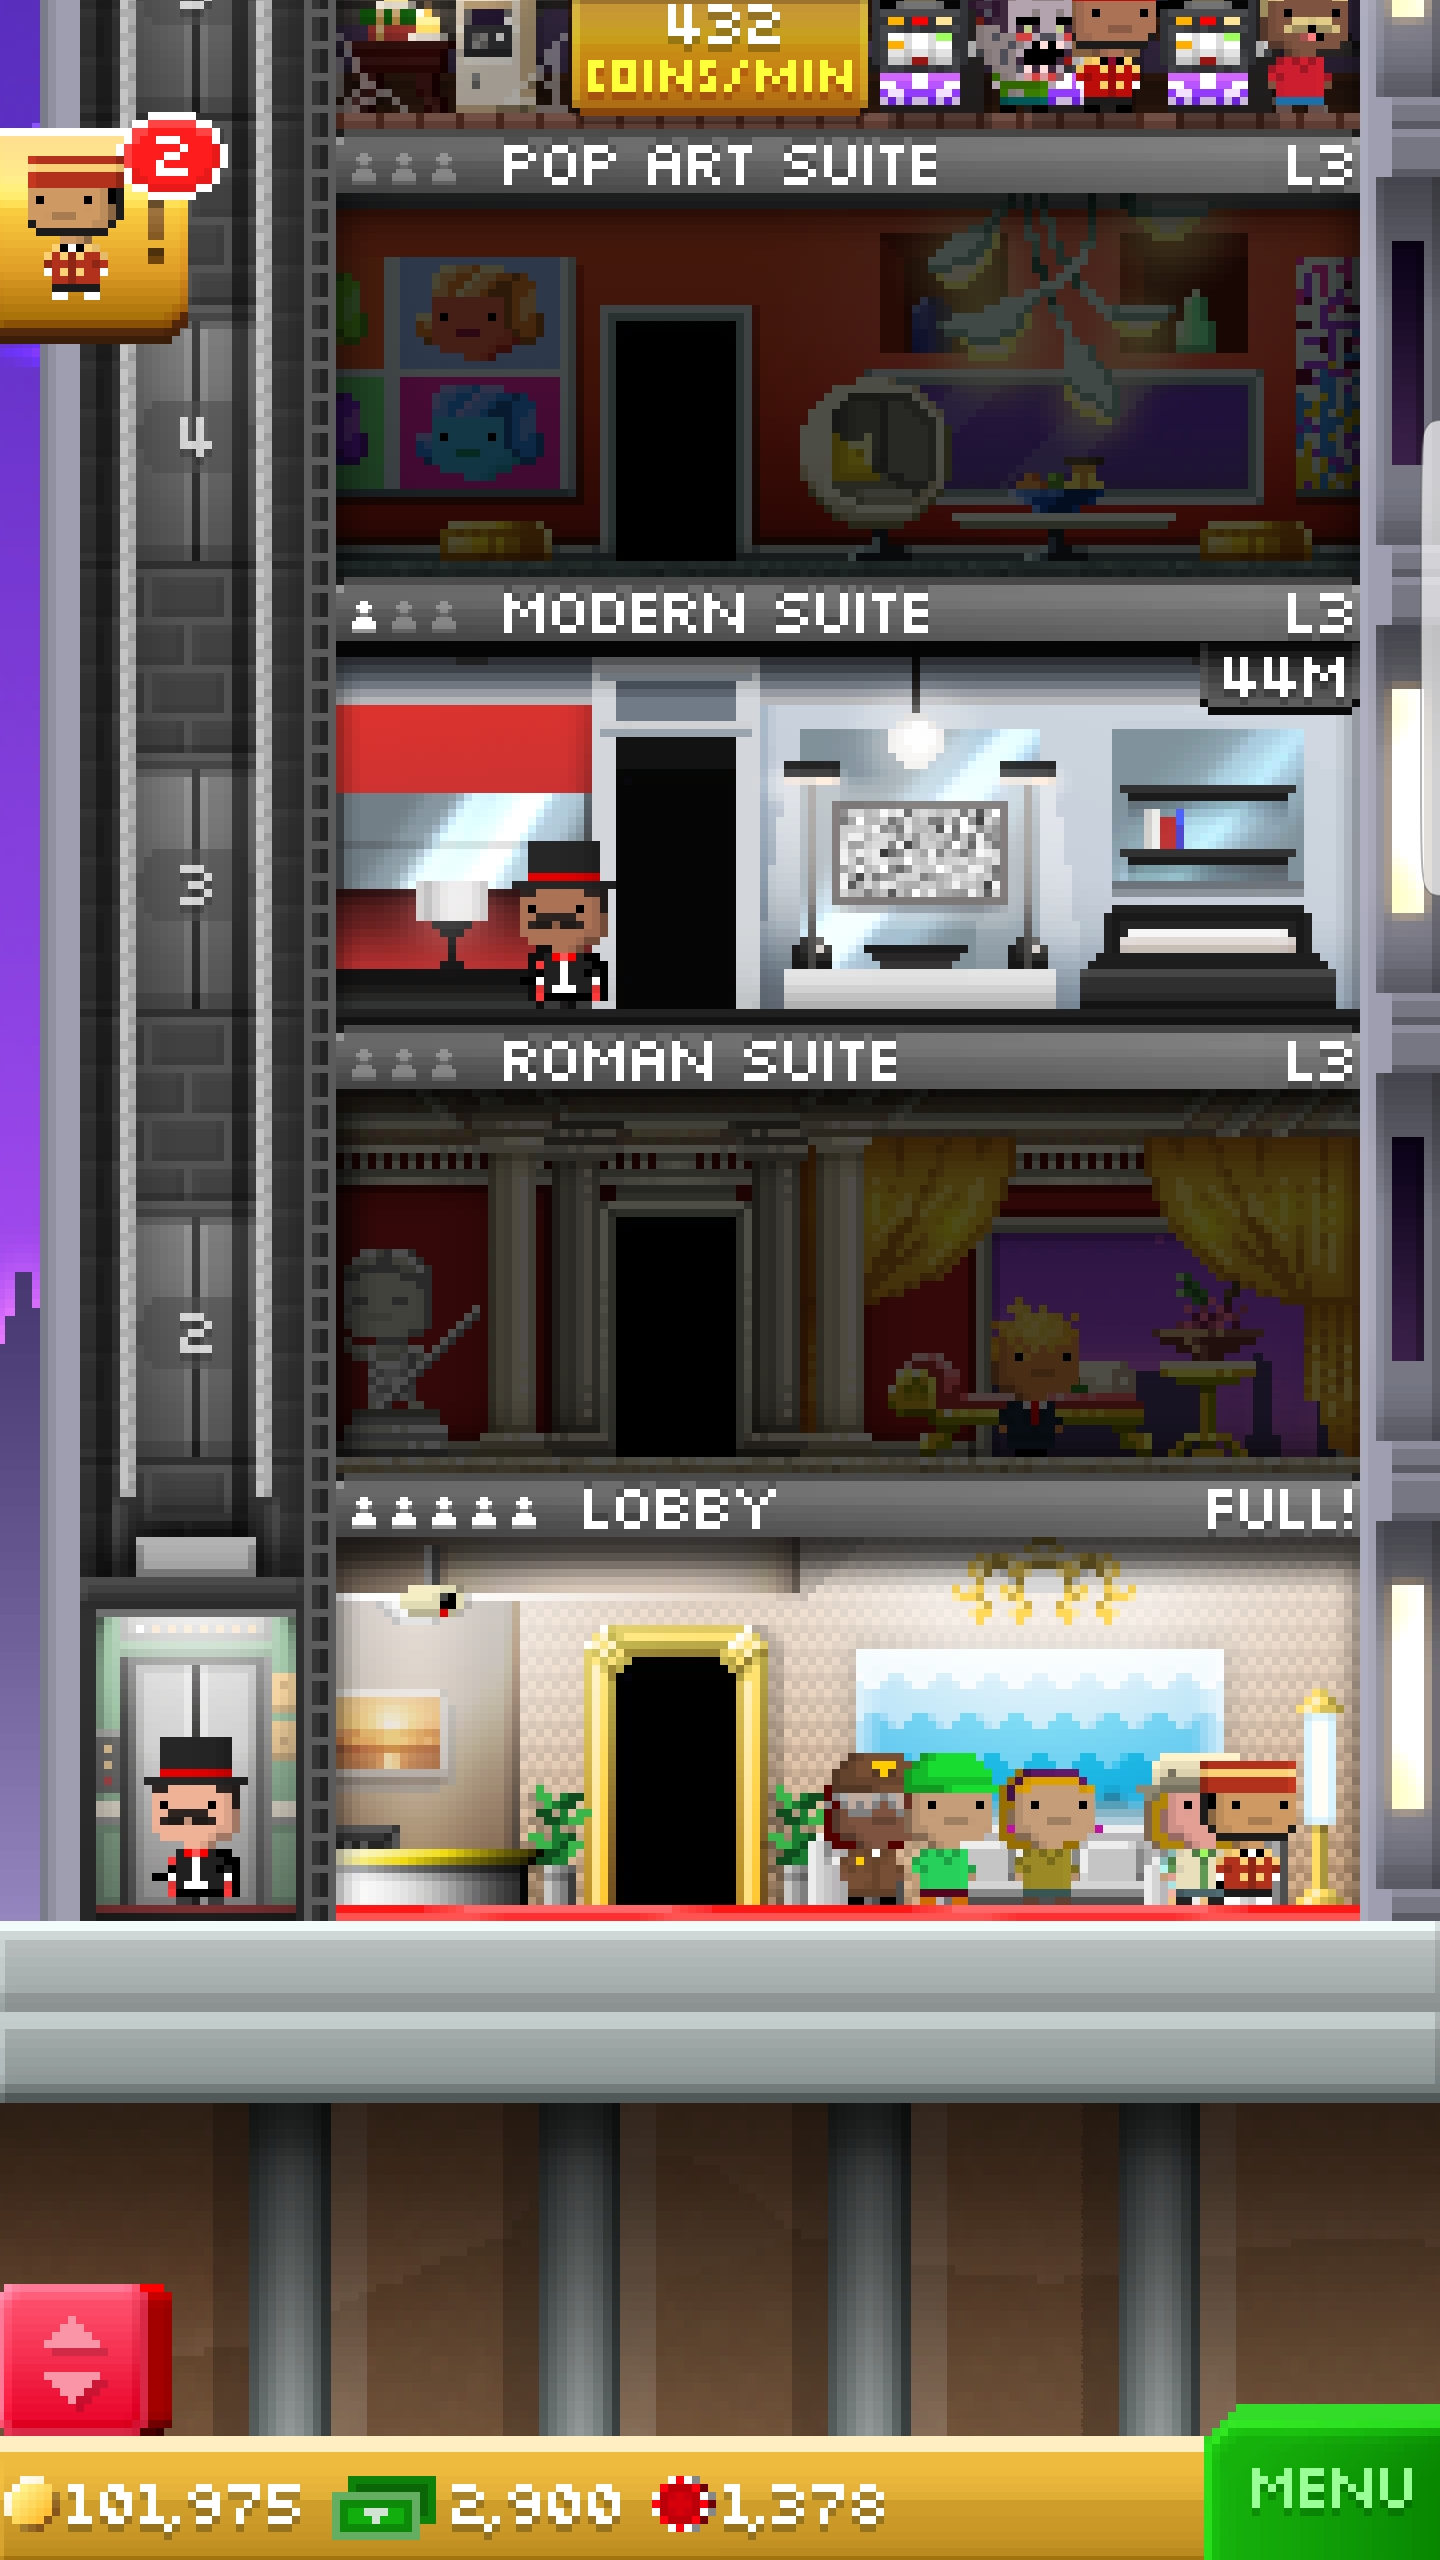 432
COINS/MIN
2
POP ART SUITE L3
4
MODERN SUITE L3
44M
3
ROMAN SUITE L3
2
LOBBY FULL!
101,975 2,900 1,378
MENU